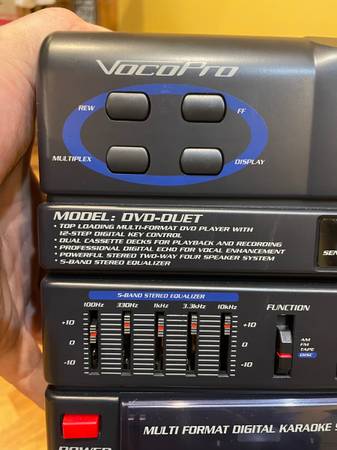 VocoPro
REW
FF
MULTIPLEX
DISPLAY
MODEL: DVD-DUET
• TOP LOADING MULTI-FORMAT DVD PLAYER WITH
12-STEP DIGITAL KEY CONTROL
• DUAL CASSETTE DECKS FOR PLAYBACK AND RECORDING
• PROFESSIONAL DIGITAL ECHO FOR VOCAL ENHANCEMENT
• POWERFUL STEREO TWO-WAY FOUR SPEAKER SYSTEM
• 5-BAND STEREO EQUALIZER
SEN
5-BAND STEREO EQUALIZER
100Hz 330Hz 1kHz 3.3kHz 10kHz
FUNCTION
+10 +10
0 0
-10 -10
AM
FM
TAPE
DISC
MULTI FORMAT DIGITAL KARAOKE S
POWER